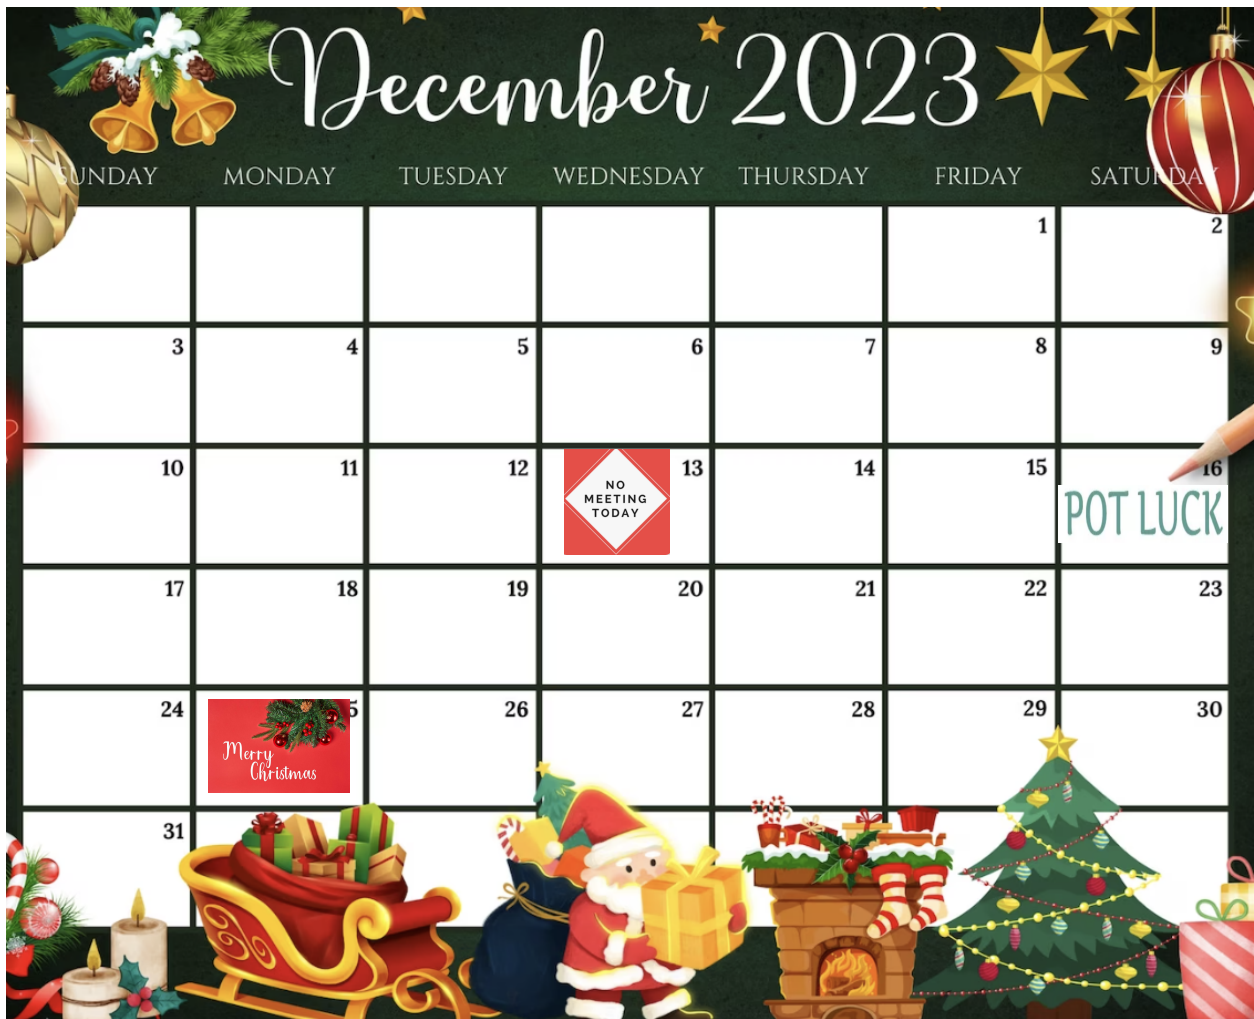 December 2023
SUNDAY MONDAY TUESDAY WEDNESDAY THURSDAY FRIDAY SATURDAY
1 2
3 4 5 6 7 8 9
10 11 12 13 14 15 16
NO
MEETING
TODAY
POT LUCK
17 18 19 20 21 22 23
24 5 26 27 28 29 30
Merry
Christmas
31